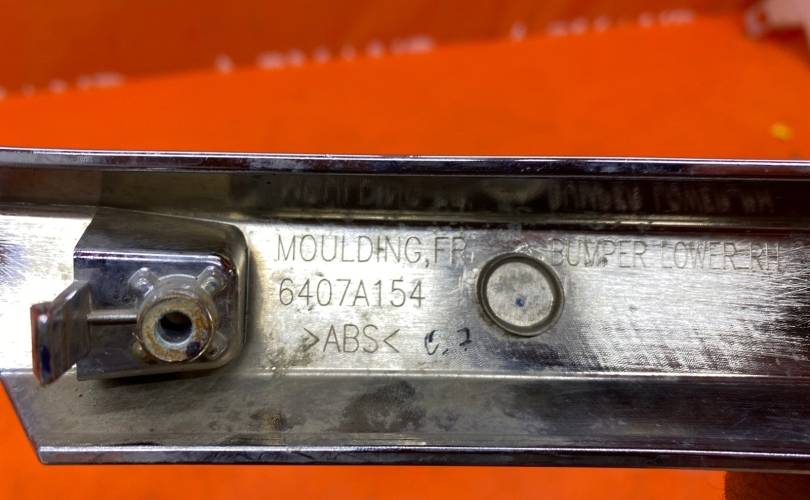 MOULDING, FR BUMPER LOWER RH
6407A154
>ABS<